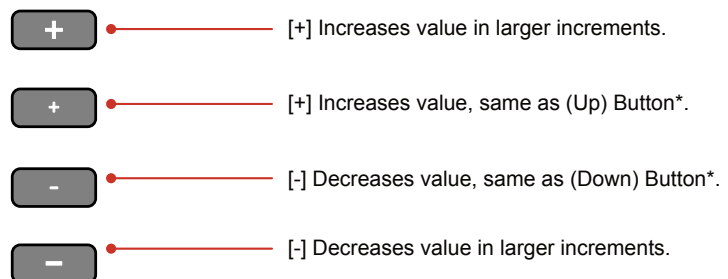 + [+] Increases value in larger increments.
+ [+] Increases value, same as (Up) Button*.
- [-] Decreases value, same as (Down) Button*.
- [-] Decreases value in larger increments.